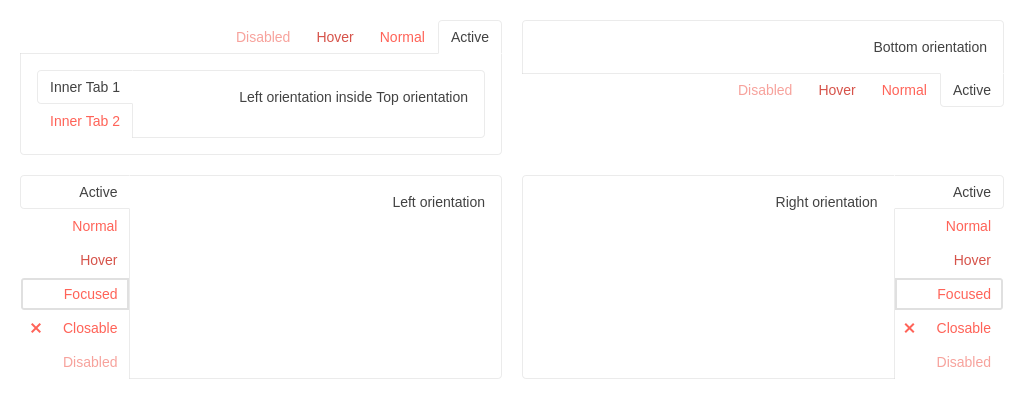 Disabled Hover Normal Active
Inner Tab 1
Left orientation inside Top orientation
Inner Tab 2
Bottom orientation
Disabled Hover Normal Active
Active
Left orientation
Normal
Hover
Focused
✕ Closable
Disabled
Right orientation
Active
Normal
Hover
Focused
✕ Closable
Disabled